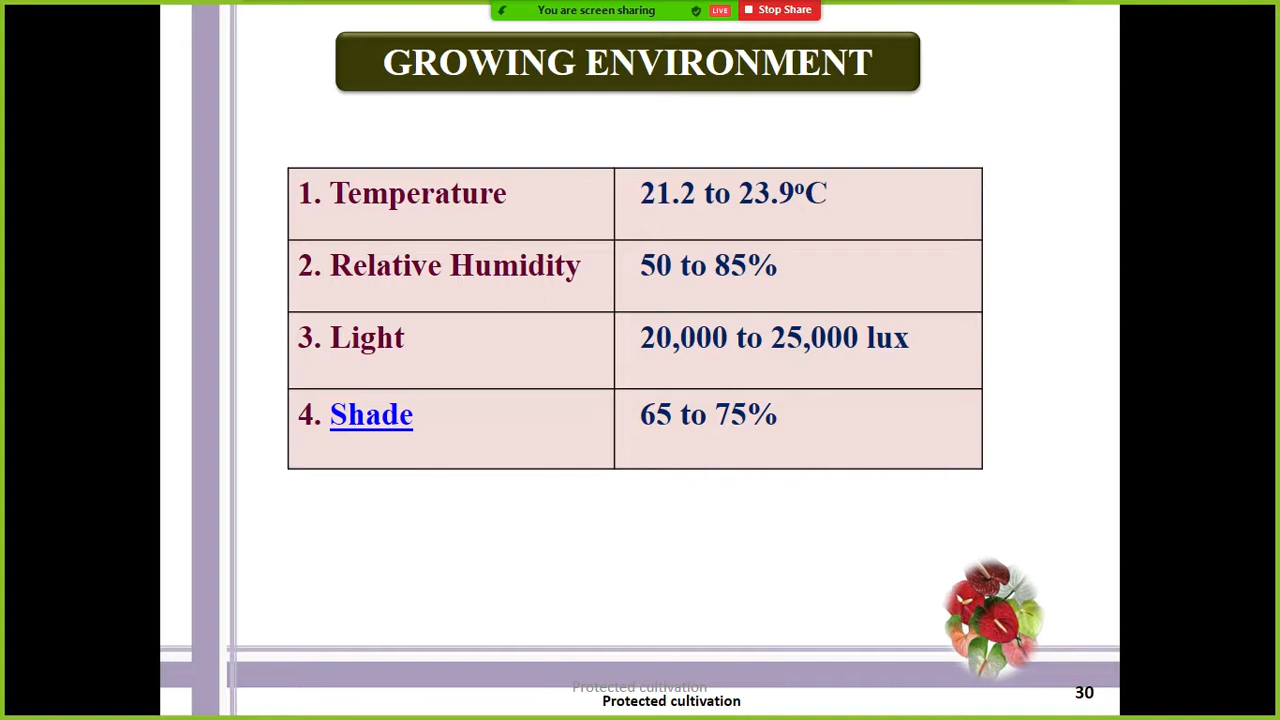 You are screen sharing LIVE Stop Share
GROWING ENVIRONMENT
1. Temperature 21.2 to 23.9°C
2. Relative Humidity 50 to 85%
3. Light 20,000 to 25,000 lux
4. Shade 65 to 75%
Protected cultivation
Protected cultivation
30